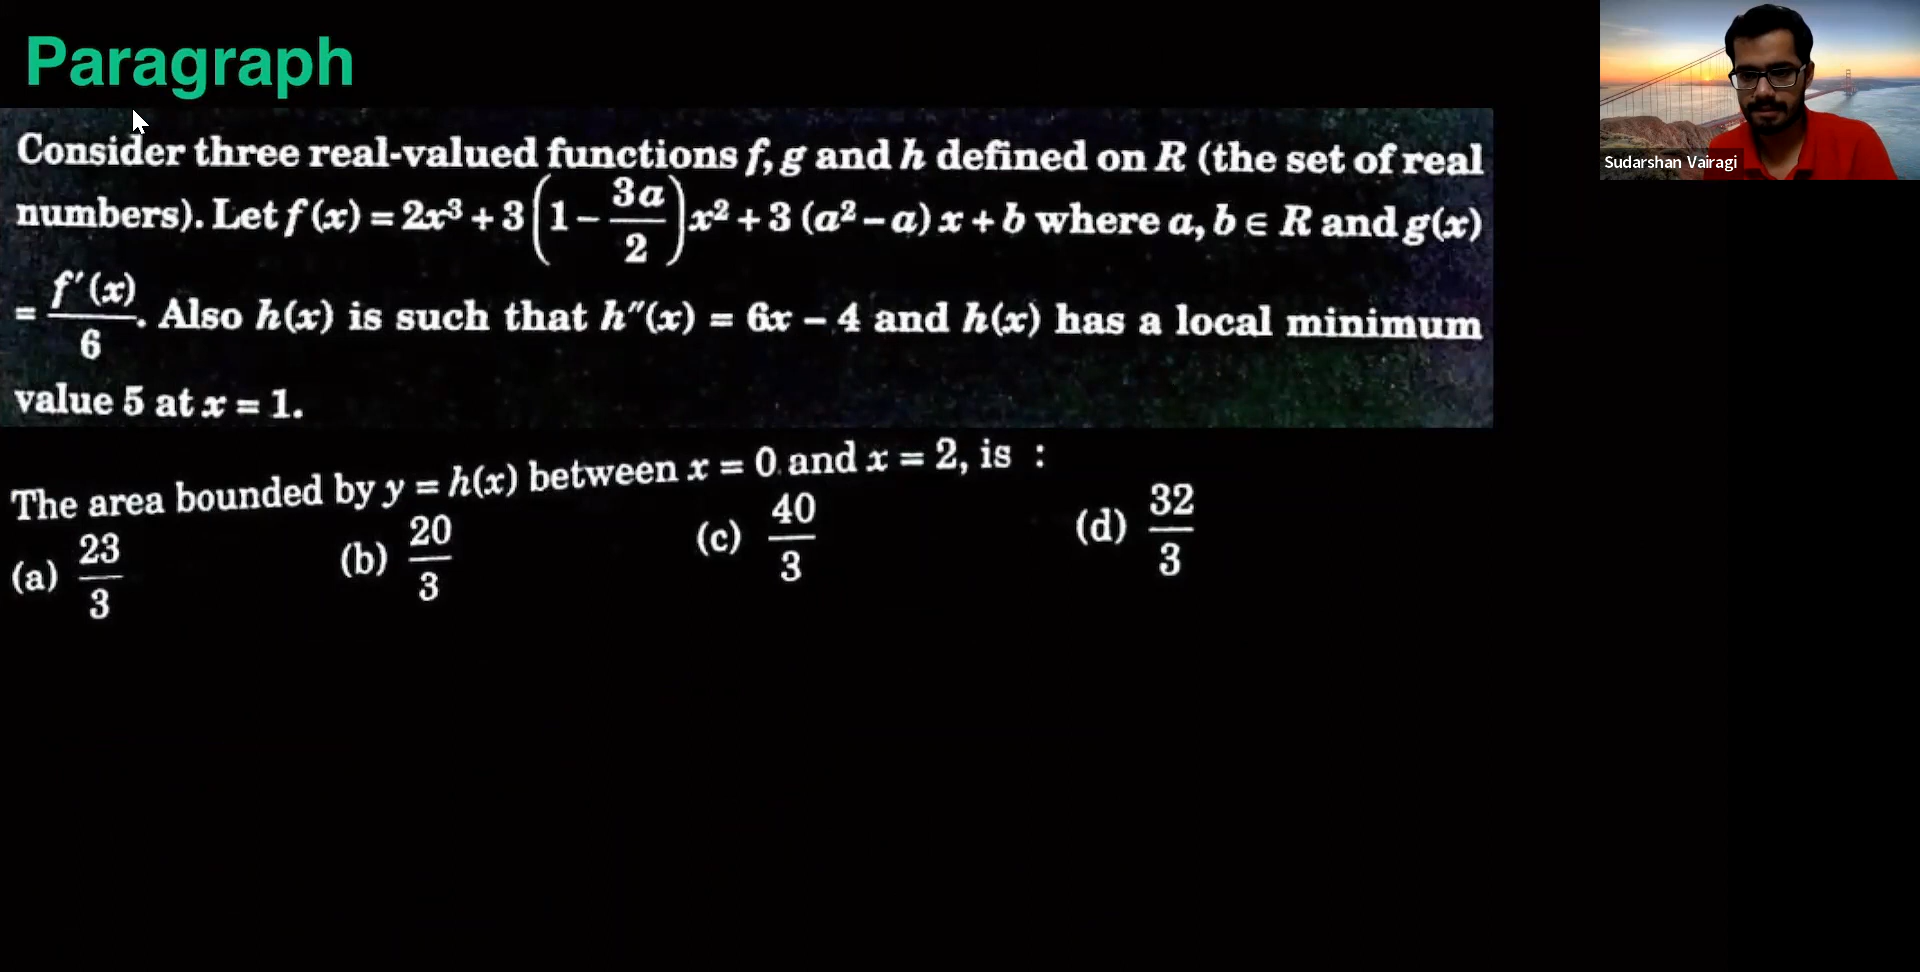 Paragraph
Sudarshan Vairagi
Consider three real-valued functions f, g and h defined on R (the set of real
numbers). Let f (x) = 2x³ + 3(1 − 3a/2)x² + 3 (a² − a) x + b where a, b ∈ R and g(x)
= f′(x)/6. Also h(x) is such that h″(x) = 6x − 4 and h(x) has a local minimum
value 5 at x = 1.
The area bounded by y = h(x) between x = 0 and x = 2, is :
(a) 23/3 (b) 20/3 (c) 40/3 (d) 32/3